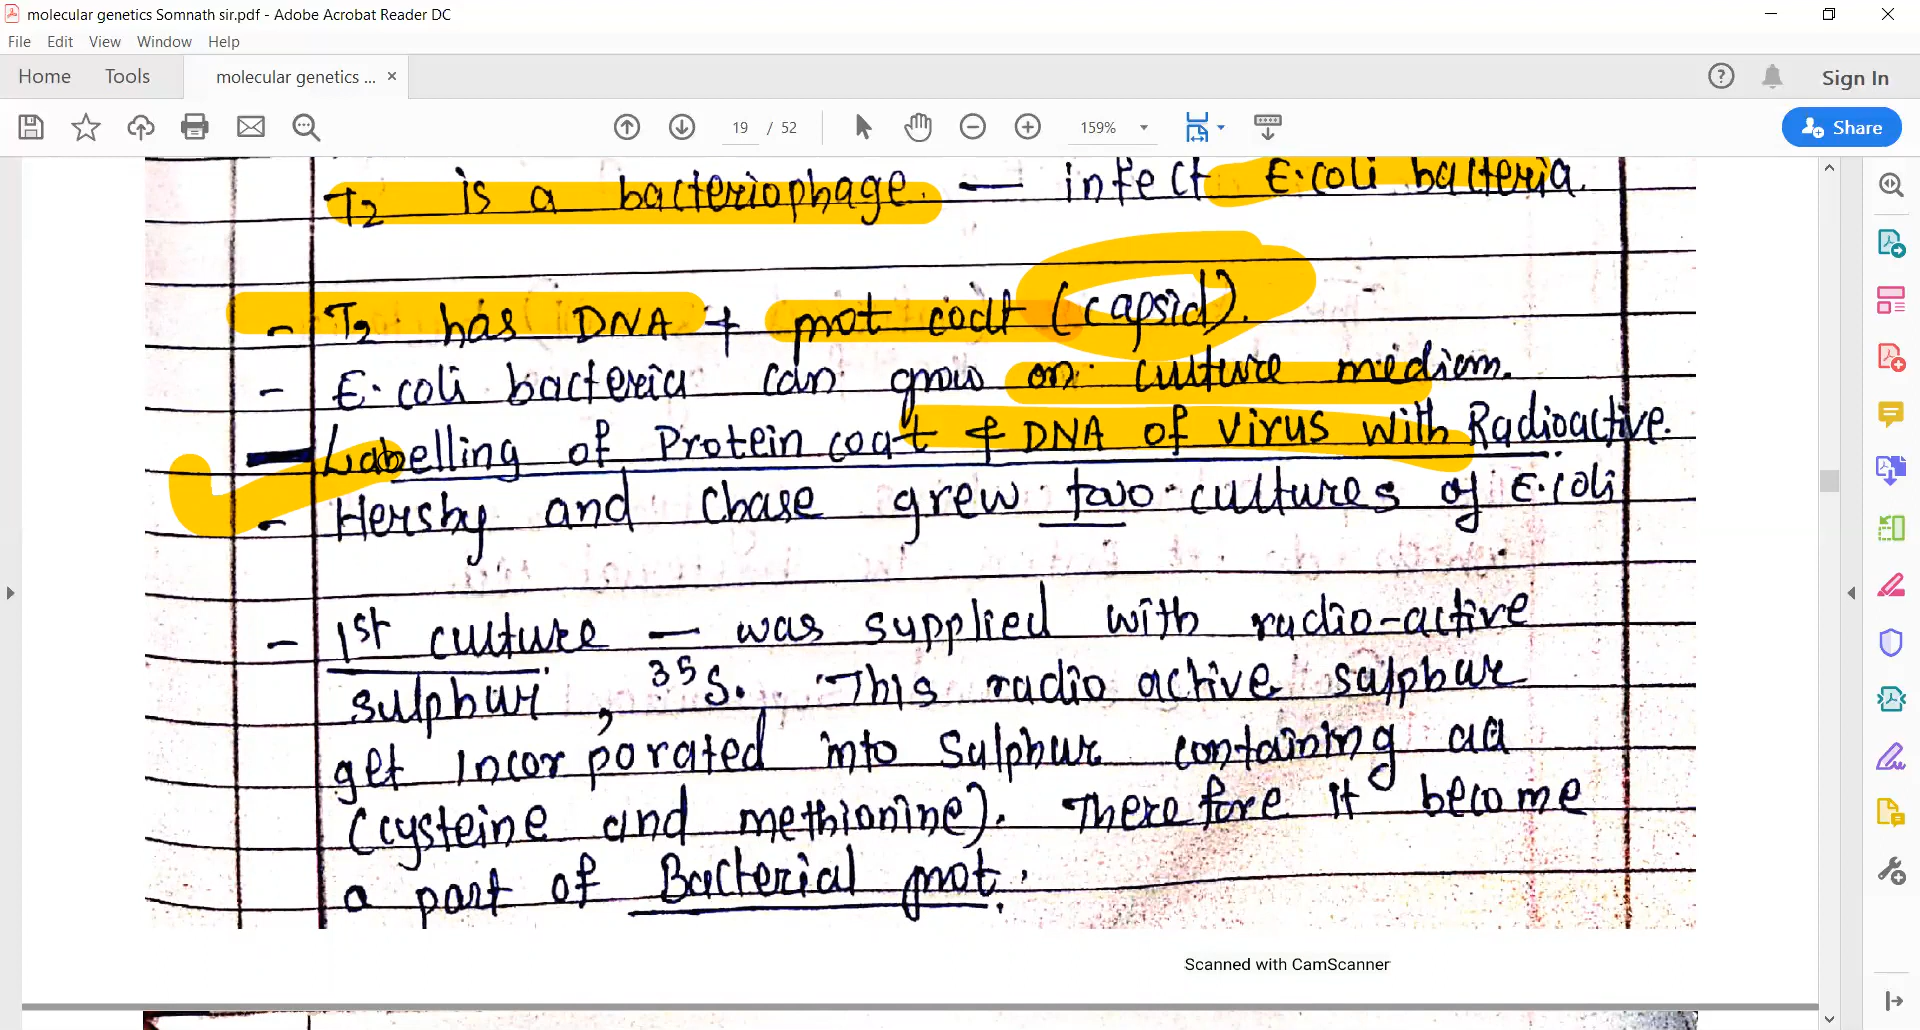 molecular genetics Somnath sir.pdf - Adobe Acrobat Reader DC
File Edit View Window Help
Home Tools molecular genetics ... × Sign In
19 / 52 159% Share
T2 is a bacteriophage. — infect E.coli bacteria.
- T2 has DNA + prot coat (capsid).
- E.coli bacteria can grow on culture medium.
- Labelling of Protein coat & DNA of virus with Radioactive.
- Hershy and Chase grew two cultures of E.coli
- 1st culture — was supplied with radio-active
sulphur, 35S. This radio active sulphur
get incorporated into sulphur containing aa
(cysteine and methionine). Therefore it become
a part of Bacterial prot.
Scanned with CamScanner